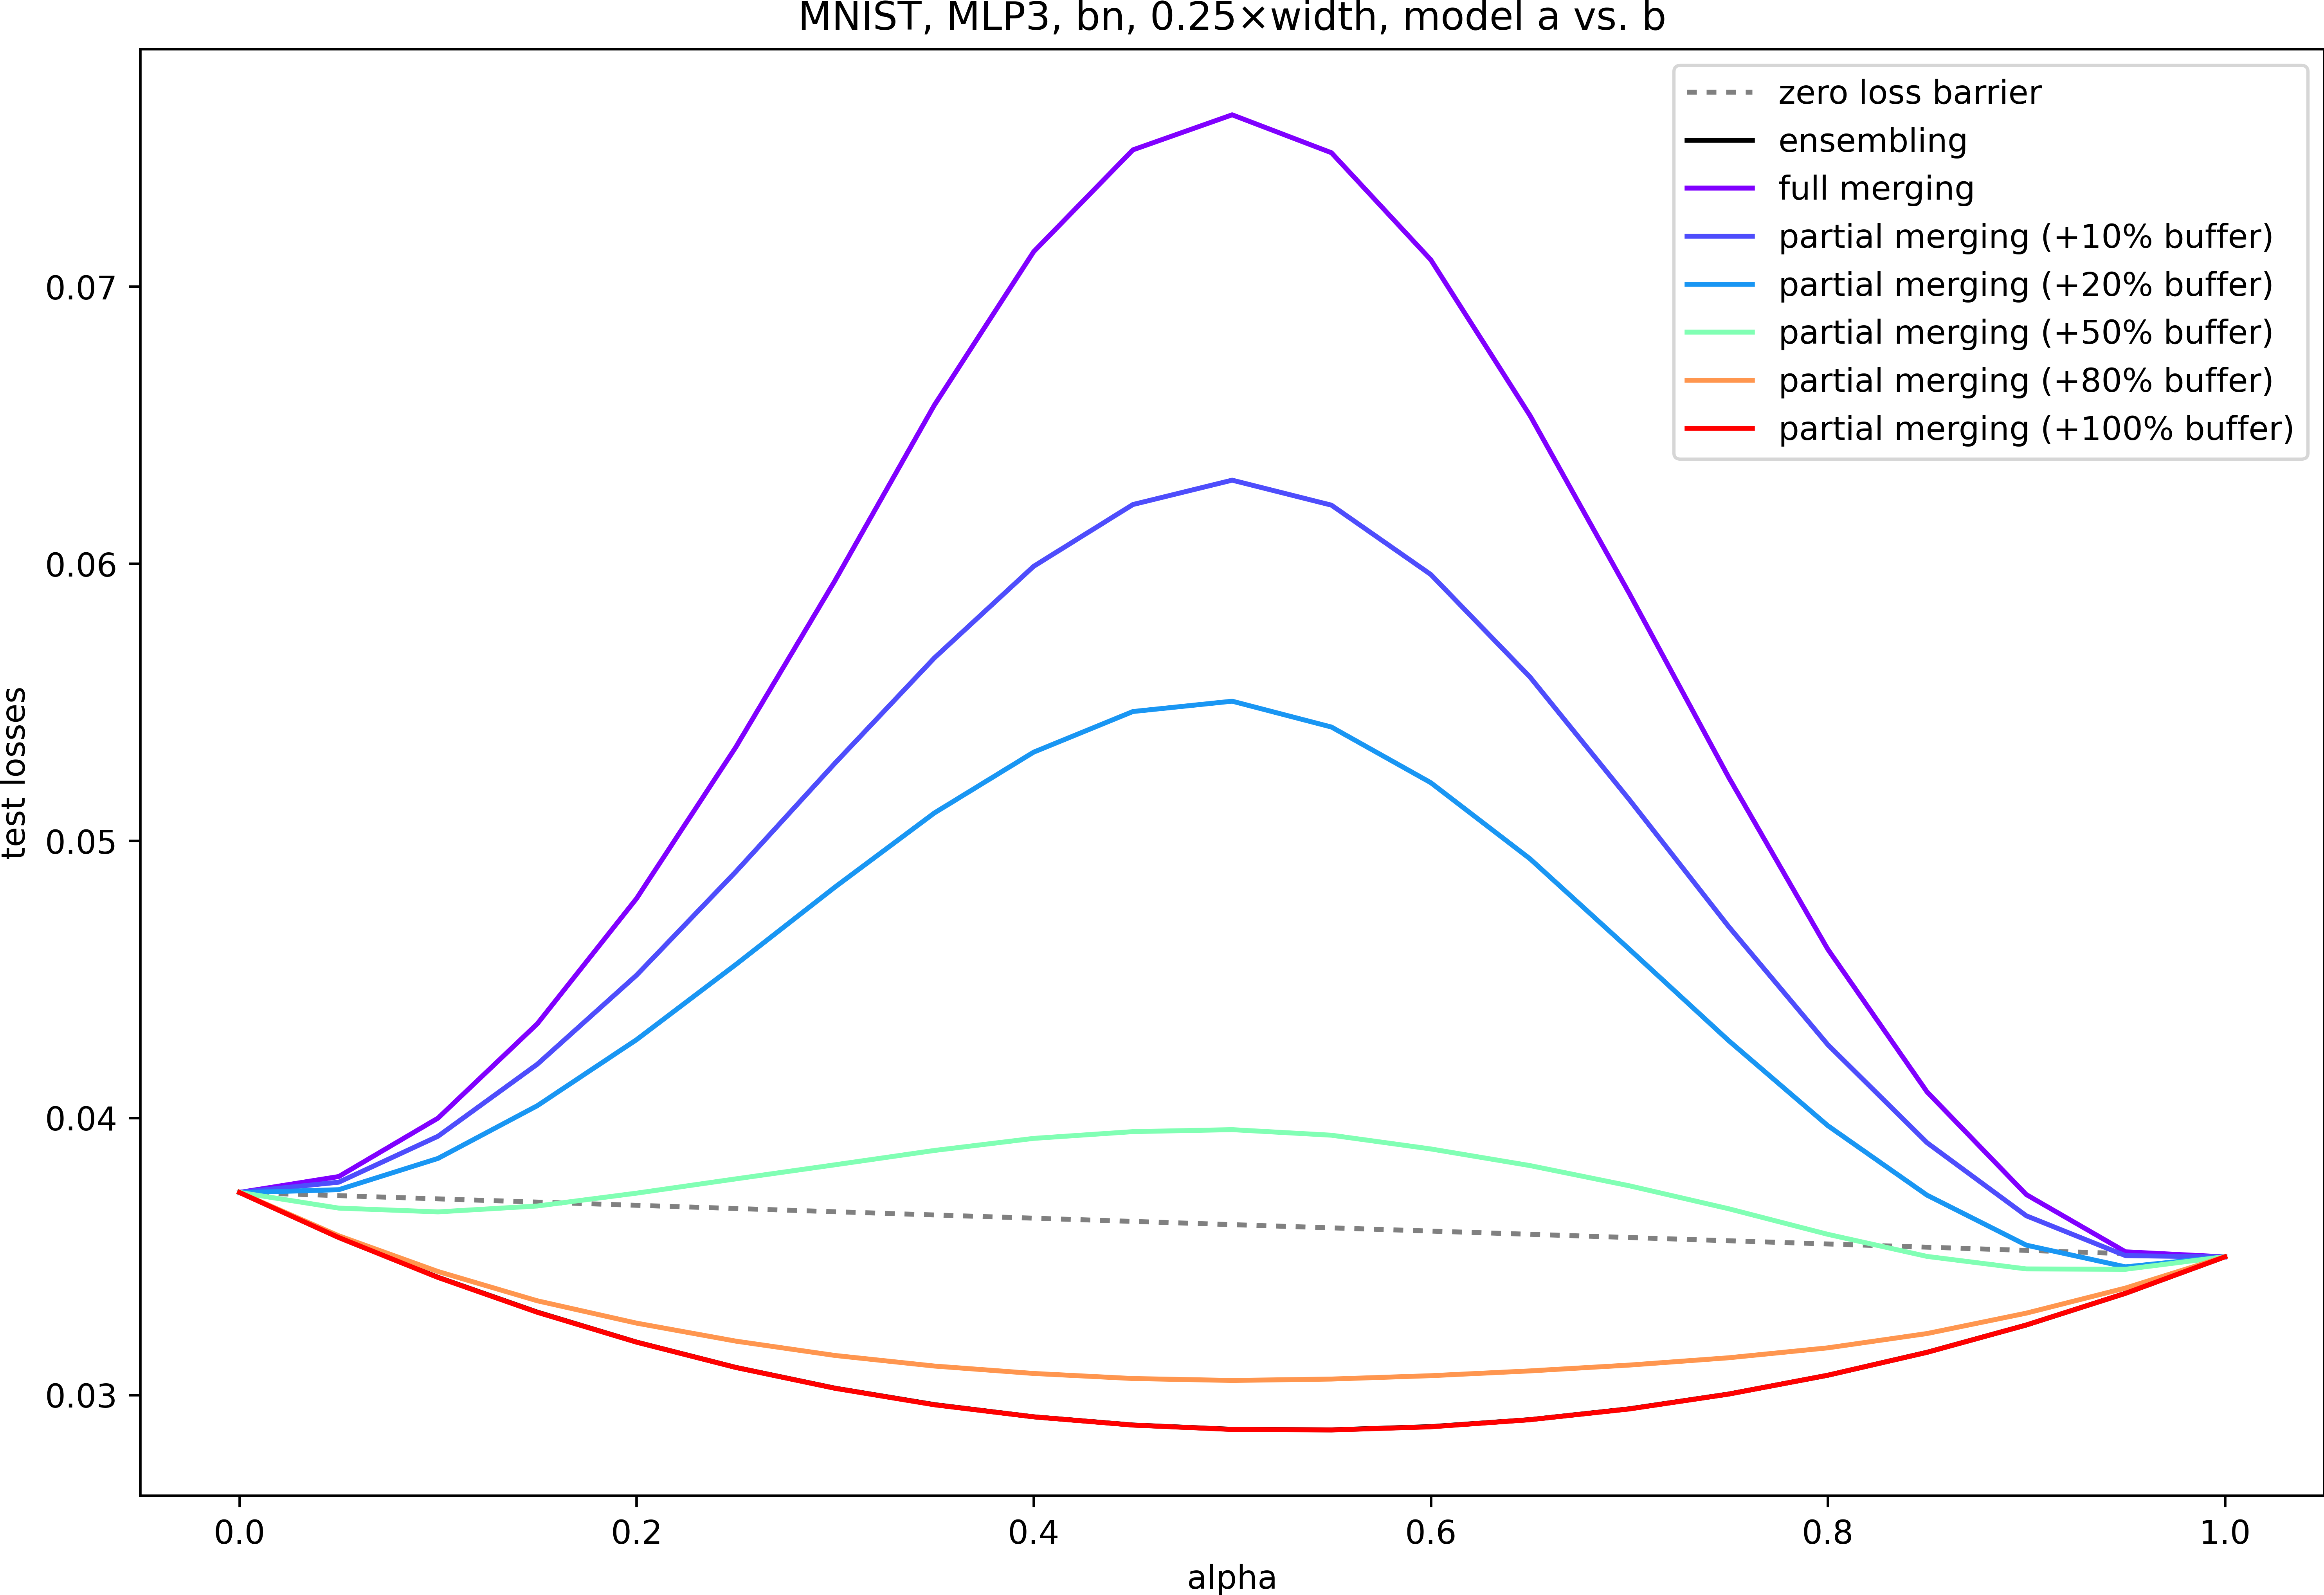 MNIST, MLP3, bn, 0.25×width, model a vs. b
zero loss barrier
ensembling
full merging
partial merging (+10% buffer)
partial merging (+20% buffer)
partial merging (+50% buffer)
partial merging (+80% buffer)
partial merging (+100% buffer)
test losses
0.07
0.06
0.05
0.04
0.03
0.0 0.2 0.4 0.6 0.8 1.0
alpha